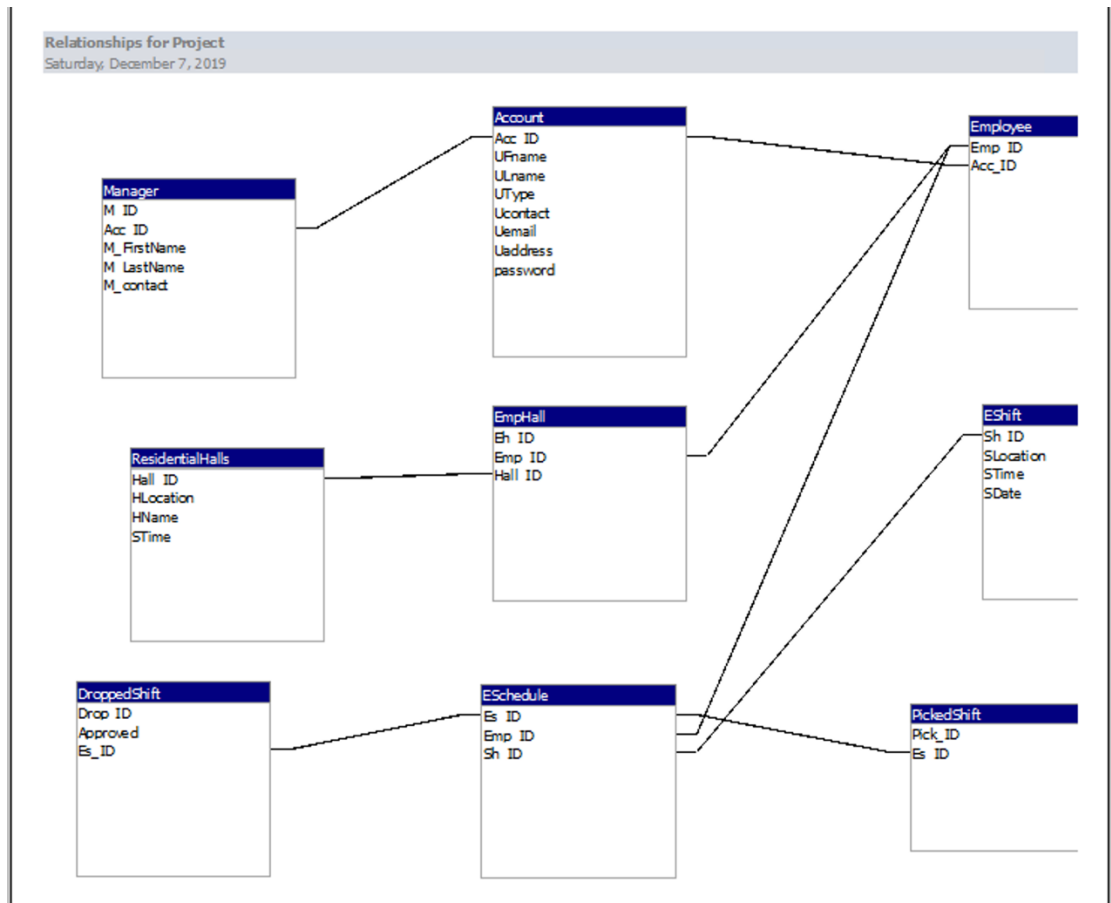 Relationships for Project
Saturday, December 7, 2019
Account
Acc ID
UFname
ULname
UType
Ucontact
Uemail
Uaddress
password
Employee
Emp ID
Acc_ID
Manager
M ID
Acc ID
M_FirstName
M LastName
M_contact
EmpHall
Eh ID
Emp ID
Hall ID
EShift
Sh ID
SLocation
STime
SDate
ResidentialHalls
Hall ID
HLocation
HName
STime
DroppedShift
Drop ID
Approved
Es_ID
ESchedule
Es ID
Emp ID
Sh ID
PickedShift
Pick_ID
Es ID